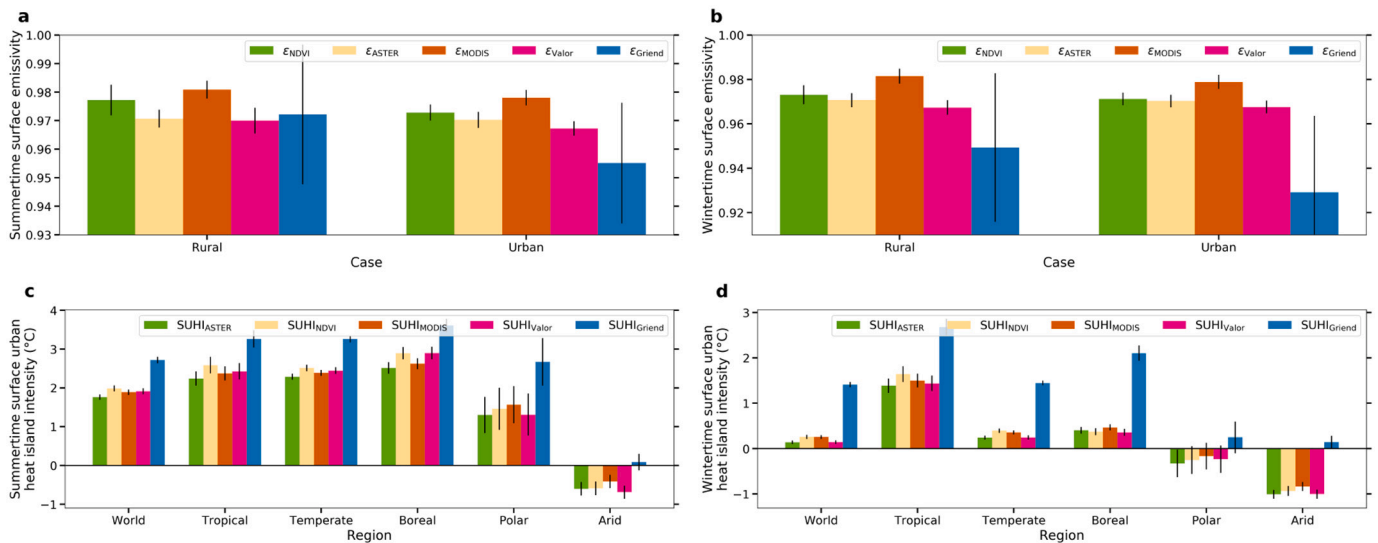 a
Summertime surface emissivity
1.00
0.99
0.98
0.97
0.96
0.95
0.94
0.93
εNDVI εASTER εMODIS εValor εGriend
Rural Urban
Case
b
Wintertime surface emissivity
1.00
0.98
0.96
0.94
0.92
εNDVI εASTER εMODIS εValor εGriend
Rural Urban
Case
c
Summertime surface urban
heat island intensity (°C)
4
3
2
1
0
−1
SUHIASTER SUHINDVI SUHIMODIS SUHIValor SUHIGriend
World Tropical Temperate Boreal Polar Arid
Region
d
Wintertime surface urban
heat island intensity (°C)
3
2
1
0
−1
SUHIASTER SUHINDVI SUHIMODIS SUHIValor SUHIGriend
World Tropical Temperate Boreal Polar Arid
Region